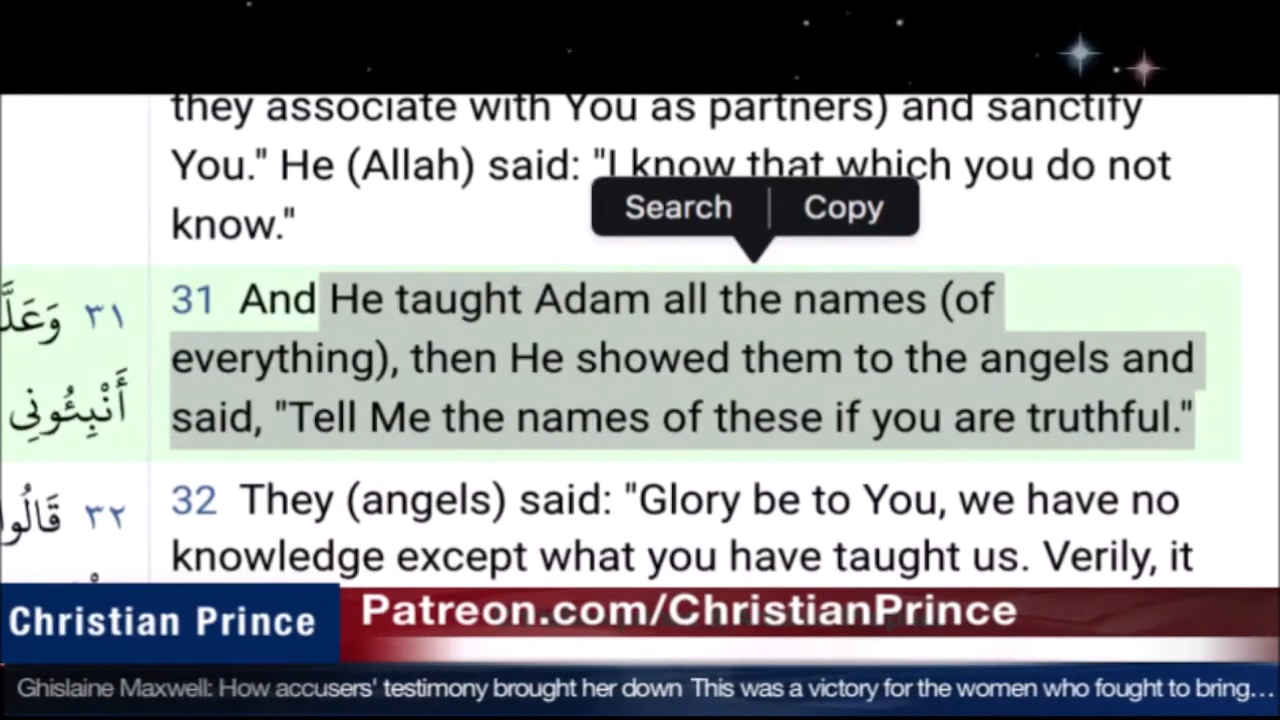 they associate with You as partners) and sanctify
You." He (Allah) said: "I know that which you do not
know."
Search | Copy
٣١ وَعَلَّ
31 And He taught Adam all the names (of
everything), then He showed them to the angels and
أَنْبِئُونِى
said, "Tell Me the names of these if you are truthful."
٣٢ قَالُوا
32 They (angels) said: "Glory be to You, we have no
knowledge except what you have taught us. Verily, it
Christian Prince
Patreon.com/ChristianPrince
Ghislaine Maxwell: How accusers' testimony brought her down This was a victory for the women who fought to bring...